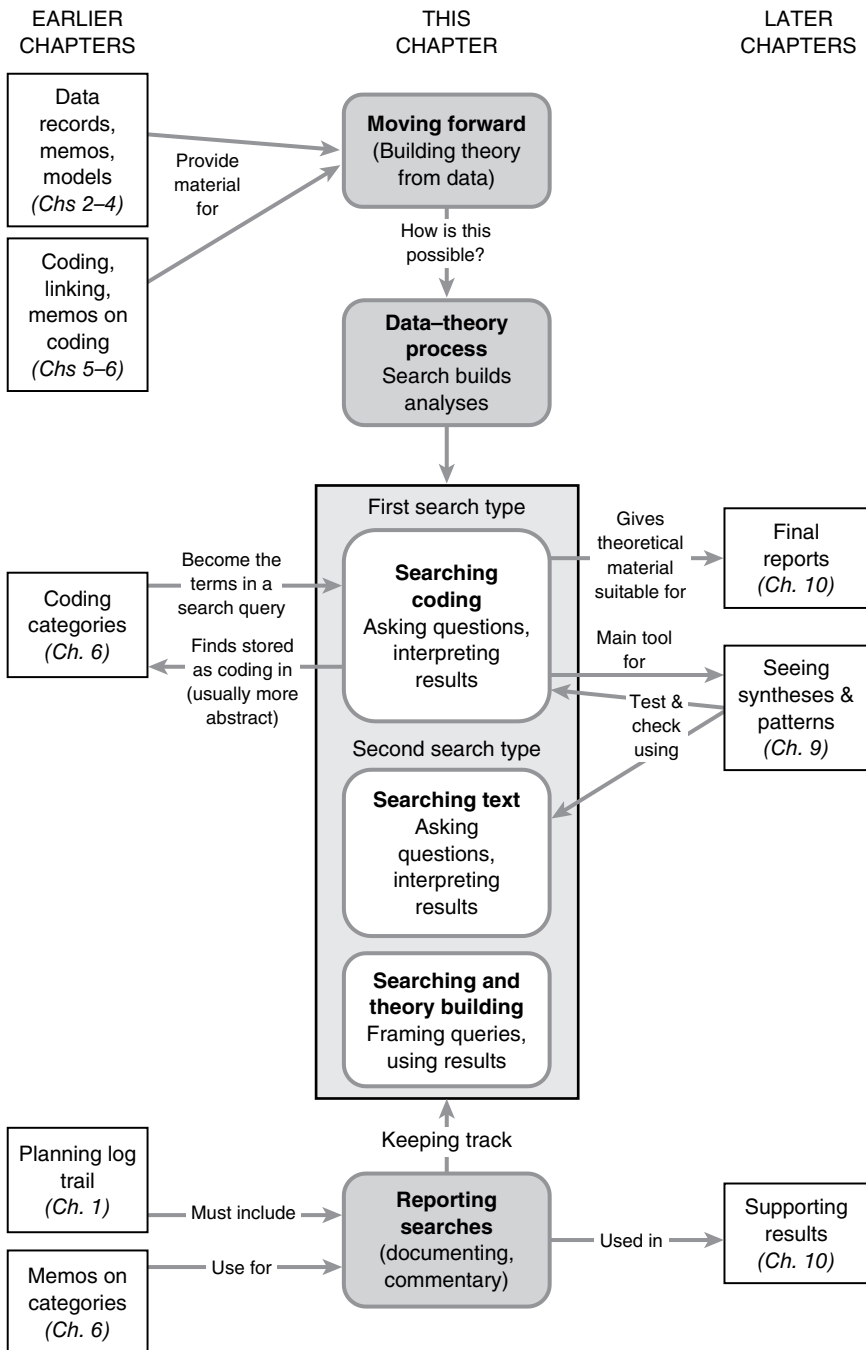 EARLIER
CHAPTERS
THIS
CHAPTER
LATER
CHAPTERS
Data
records,
memos,
models
(Chs 2–4)
Provide
material
for
Moving forward
(Building theory
from data)
Coding,
linking,
memos on
coding
(Chs 5–6)
How is this
possible?
Data–theory
process
Search builds
analyses
First search type
Coding
categories
(Ch. 6)
Become the
terms in a
search query
Finds stored
as coding in
(usually more
abstract)
Searching
coding
Asking questions,
interpreting
results
Gives
theoretical
material
suitable for
Final
reports
(Ch. 10)
Main tool
for
Test &
check
using
Seeing
syntheses &
patterns
(Ch. 9)
Second search type
Searching text
Asking
questions,
interpreting
results
Searching and
theory building
Framing queries,
using results
Keeping track
Planning log
trail
(Ch. 1)
Must include
Memos on
categories
(Ch. 6)
Use for
Reporting
searches
(documenting,
commentary)
Used in
Supporting
results
(Ch. 10)